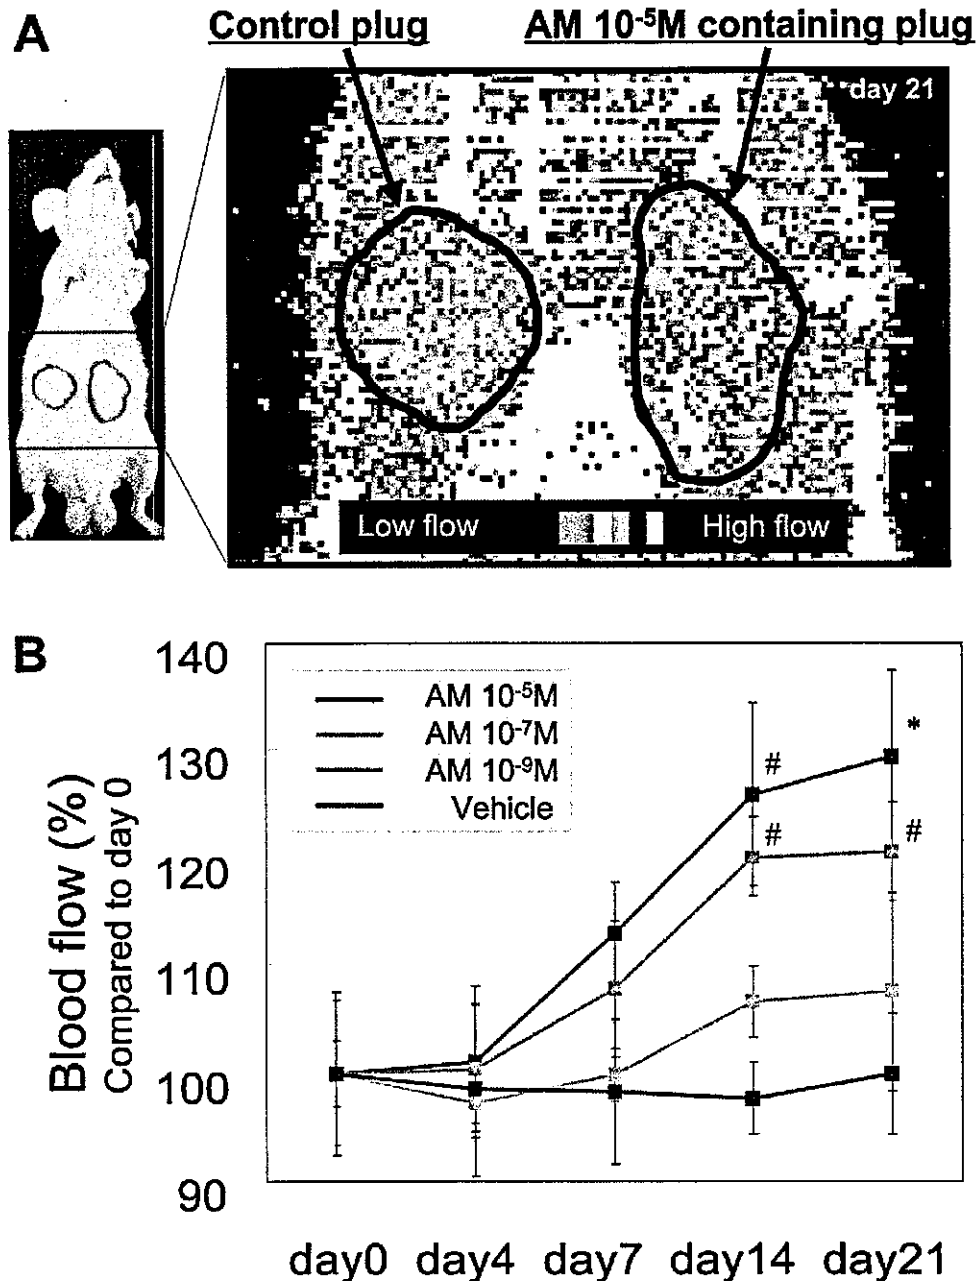 A
Control plug
AM 10⁻⁵M containing plug
day 21
Low flow
High flow
B
140
130
120
110
100
90
Blood flow (%)
Compared to day 0
AM 10⁻⁵M
AM 10⁻⁷M
AM 10⁻⁹M
Vehicle
#
#
*
#
day0 day4 day7 day14 day21